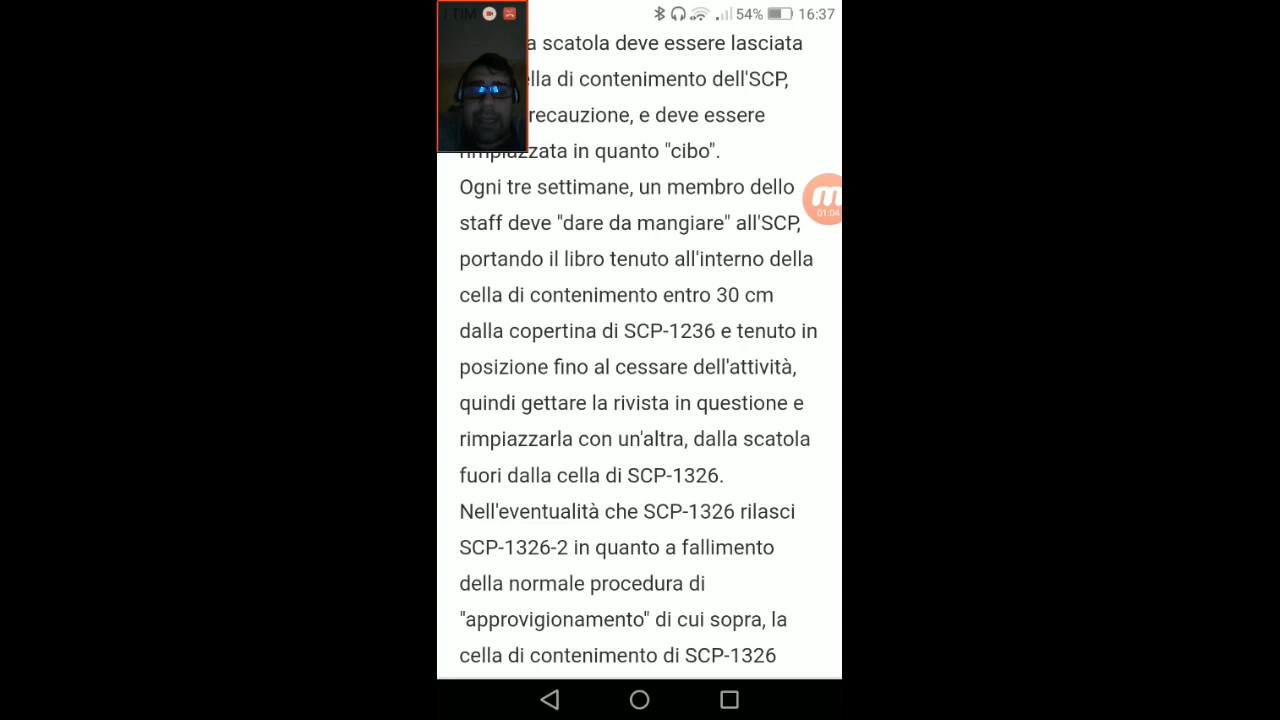 TIM
54% 16:37
a scatola deve essere lasciata
lla di contenimento dell'SCP,
recauzione, e deve essere
rimpiazzata in quanto "cibo".
Ogni tre settimane, un membro dello
staff deve "dare da mangiare" all'SCP,
01:04
portando il libro tenuto all'interno della
cella di contenimento entro 30 cm
dalla copertina di SCP-1236 e tenuto in
posizione fino al cessare dell'attività,
quindi gettare la rivista in questione e
rimpiazzarla con un'altra, dalla scatola
fuori dalla cella di SCP-1326.
Nell'eventualità che SCP-1326 rilasci
SCP-1326-2 in quanto a fallimento
della normale procedura di
"approvigionamento" di cui sopra, la
cella di contenimento di SCP-1326